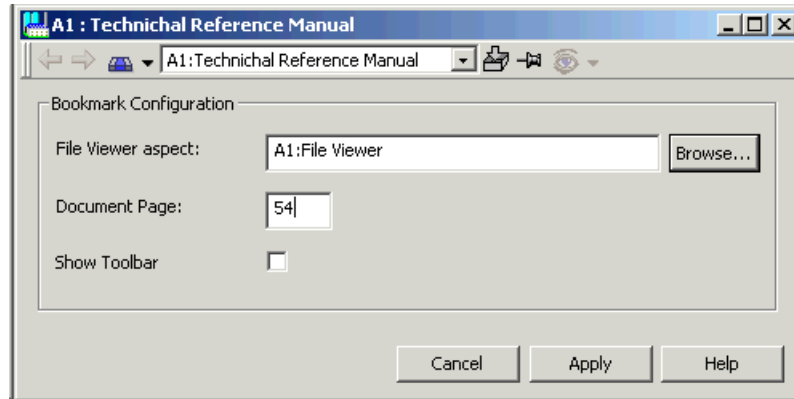 A1 : Technichal Reference Manual
A1:Technichal Reference Manual
Bookmark Configuration
File Viewer aspect: A1:File Viewer Browse...
Document Page: 54
Show Toolbar
Cancel Apply Help